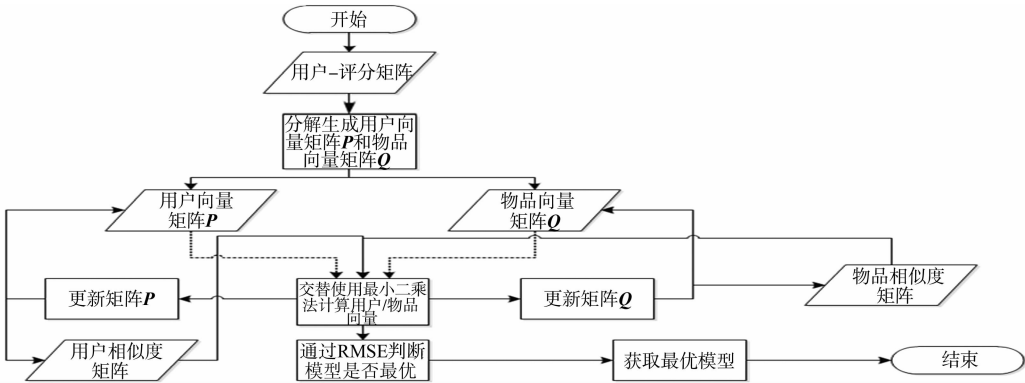 开始
用户-评分矩阵
分解生成用户向
量矩阵P和物品
向量矩阵Q
用户向量
矩阵P
物品向量
矩阵Q
更新矩阵P
交替使用最小二乘
法计算用户/物品
向量
更新矩阵Q
物品相似度
矩阵
用户相似度
矩阵
通过RMSE判断
模型是否最优
获取最优模型
结束